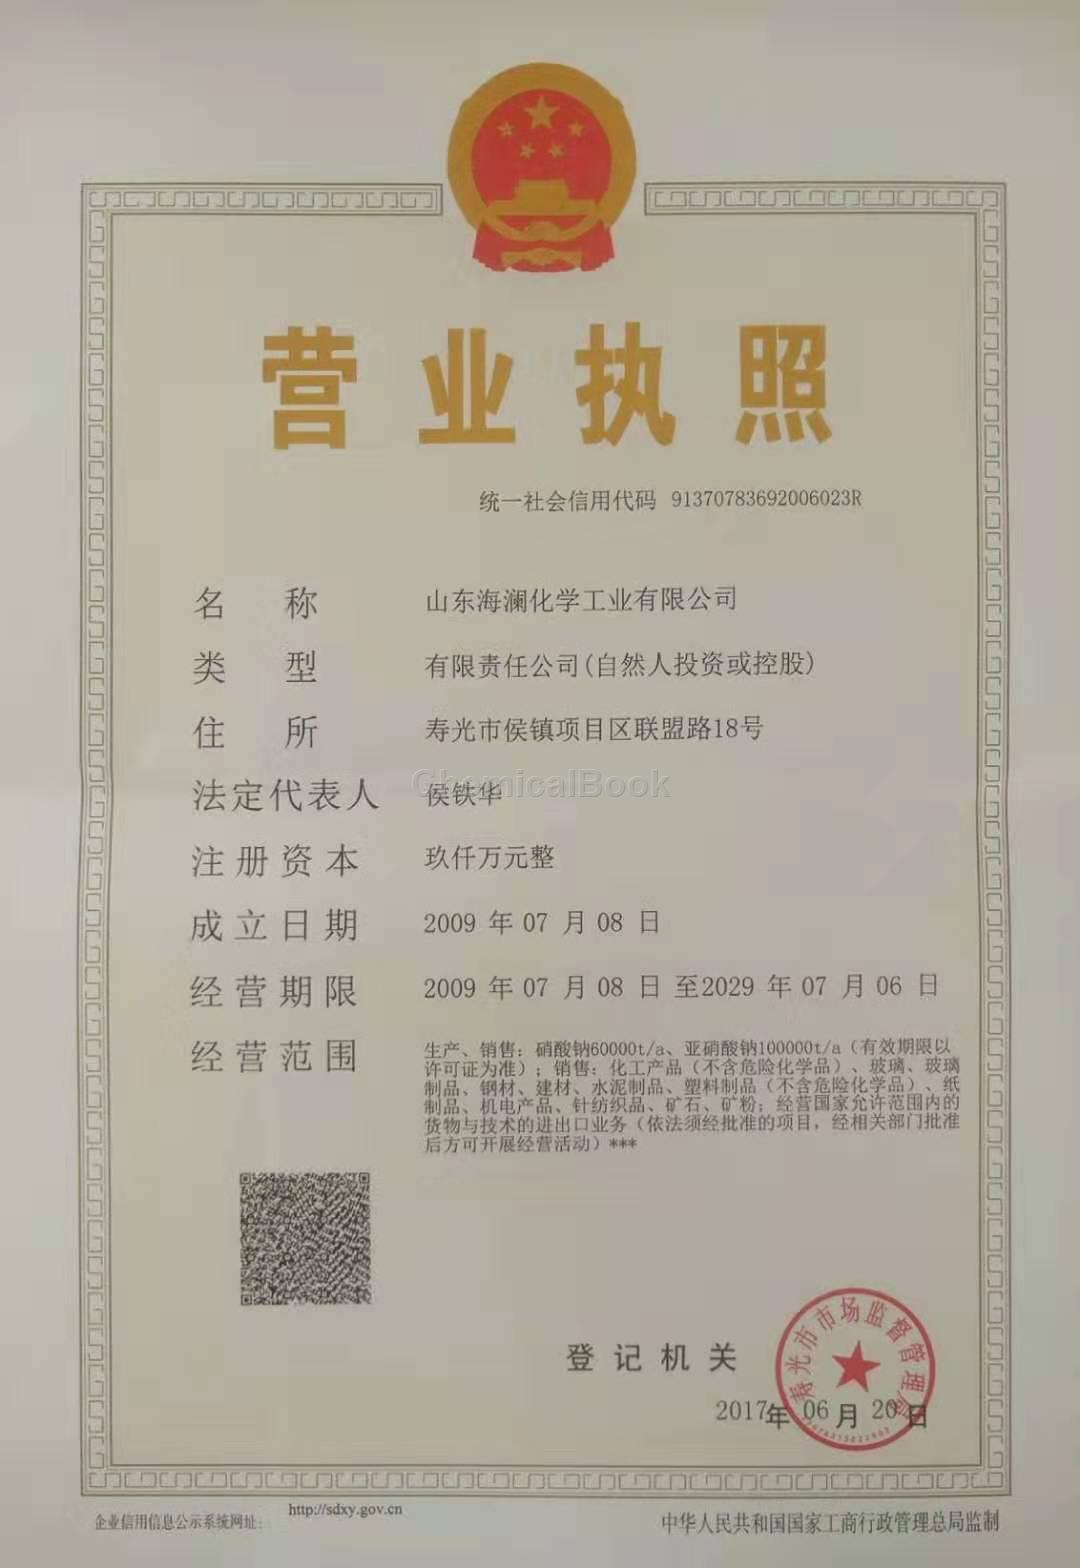 营业执照
统一社会信用代码 91370783692006023R
名称 山东海澜化学工业有限公司
类型 有限责任公司(自然人投资或控股)
住所 寿光市侯镇项目区联盟路18号
法定代表人 侯铁华
ChemicalBook
注册资本 玖仟万元整
成立日期 2009 年 07 月 08 日
经营期限 2009 年 07 月 08 日 至2029 年 07 月 06 日
经营范围 生产、销售：硝酸钠60000t/a、亚硝酸钠100000t/a（有效期限以
许可证为准）；销售：化工产品（不含危险化学品）、玻璃、玻璃
制品、钢材、建材、水泥制品、塑料制品（不含危险化学品）、纸
制品、机电产品、针纺织品、矿石、矿粉；经营国家允许范围内的
货物与技术的进出口业务（依法须经批准的项目，经相关部门批准
后方可开展经营活动）***
登记机关
寿光市市场监督管理局
2017年 06 月 20 日
企业信用信息公示系统网址： http://sdxy.gov.cn
中华人民共和国国家工商行政管理总局监制